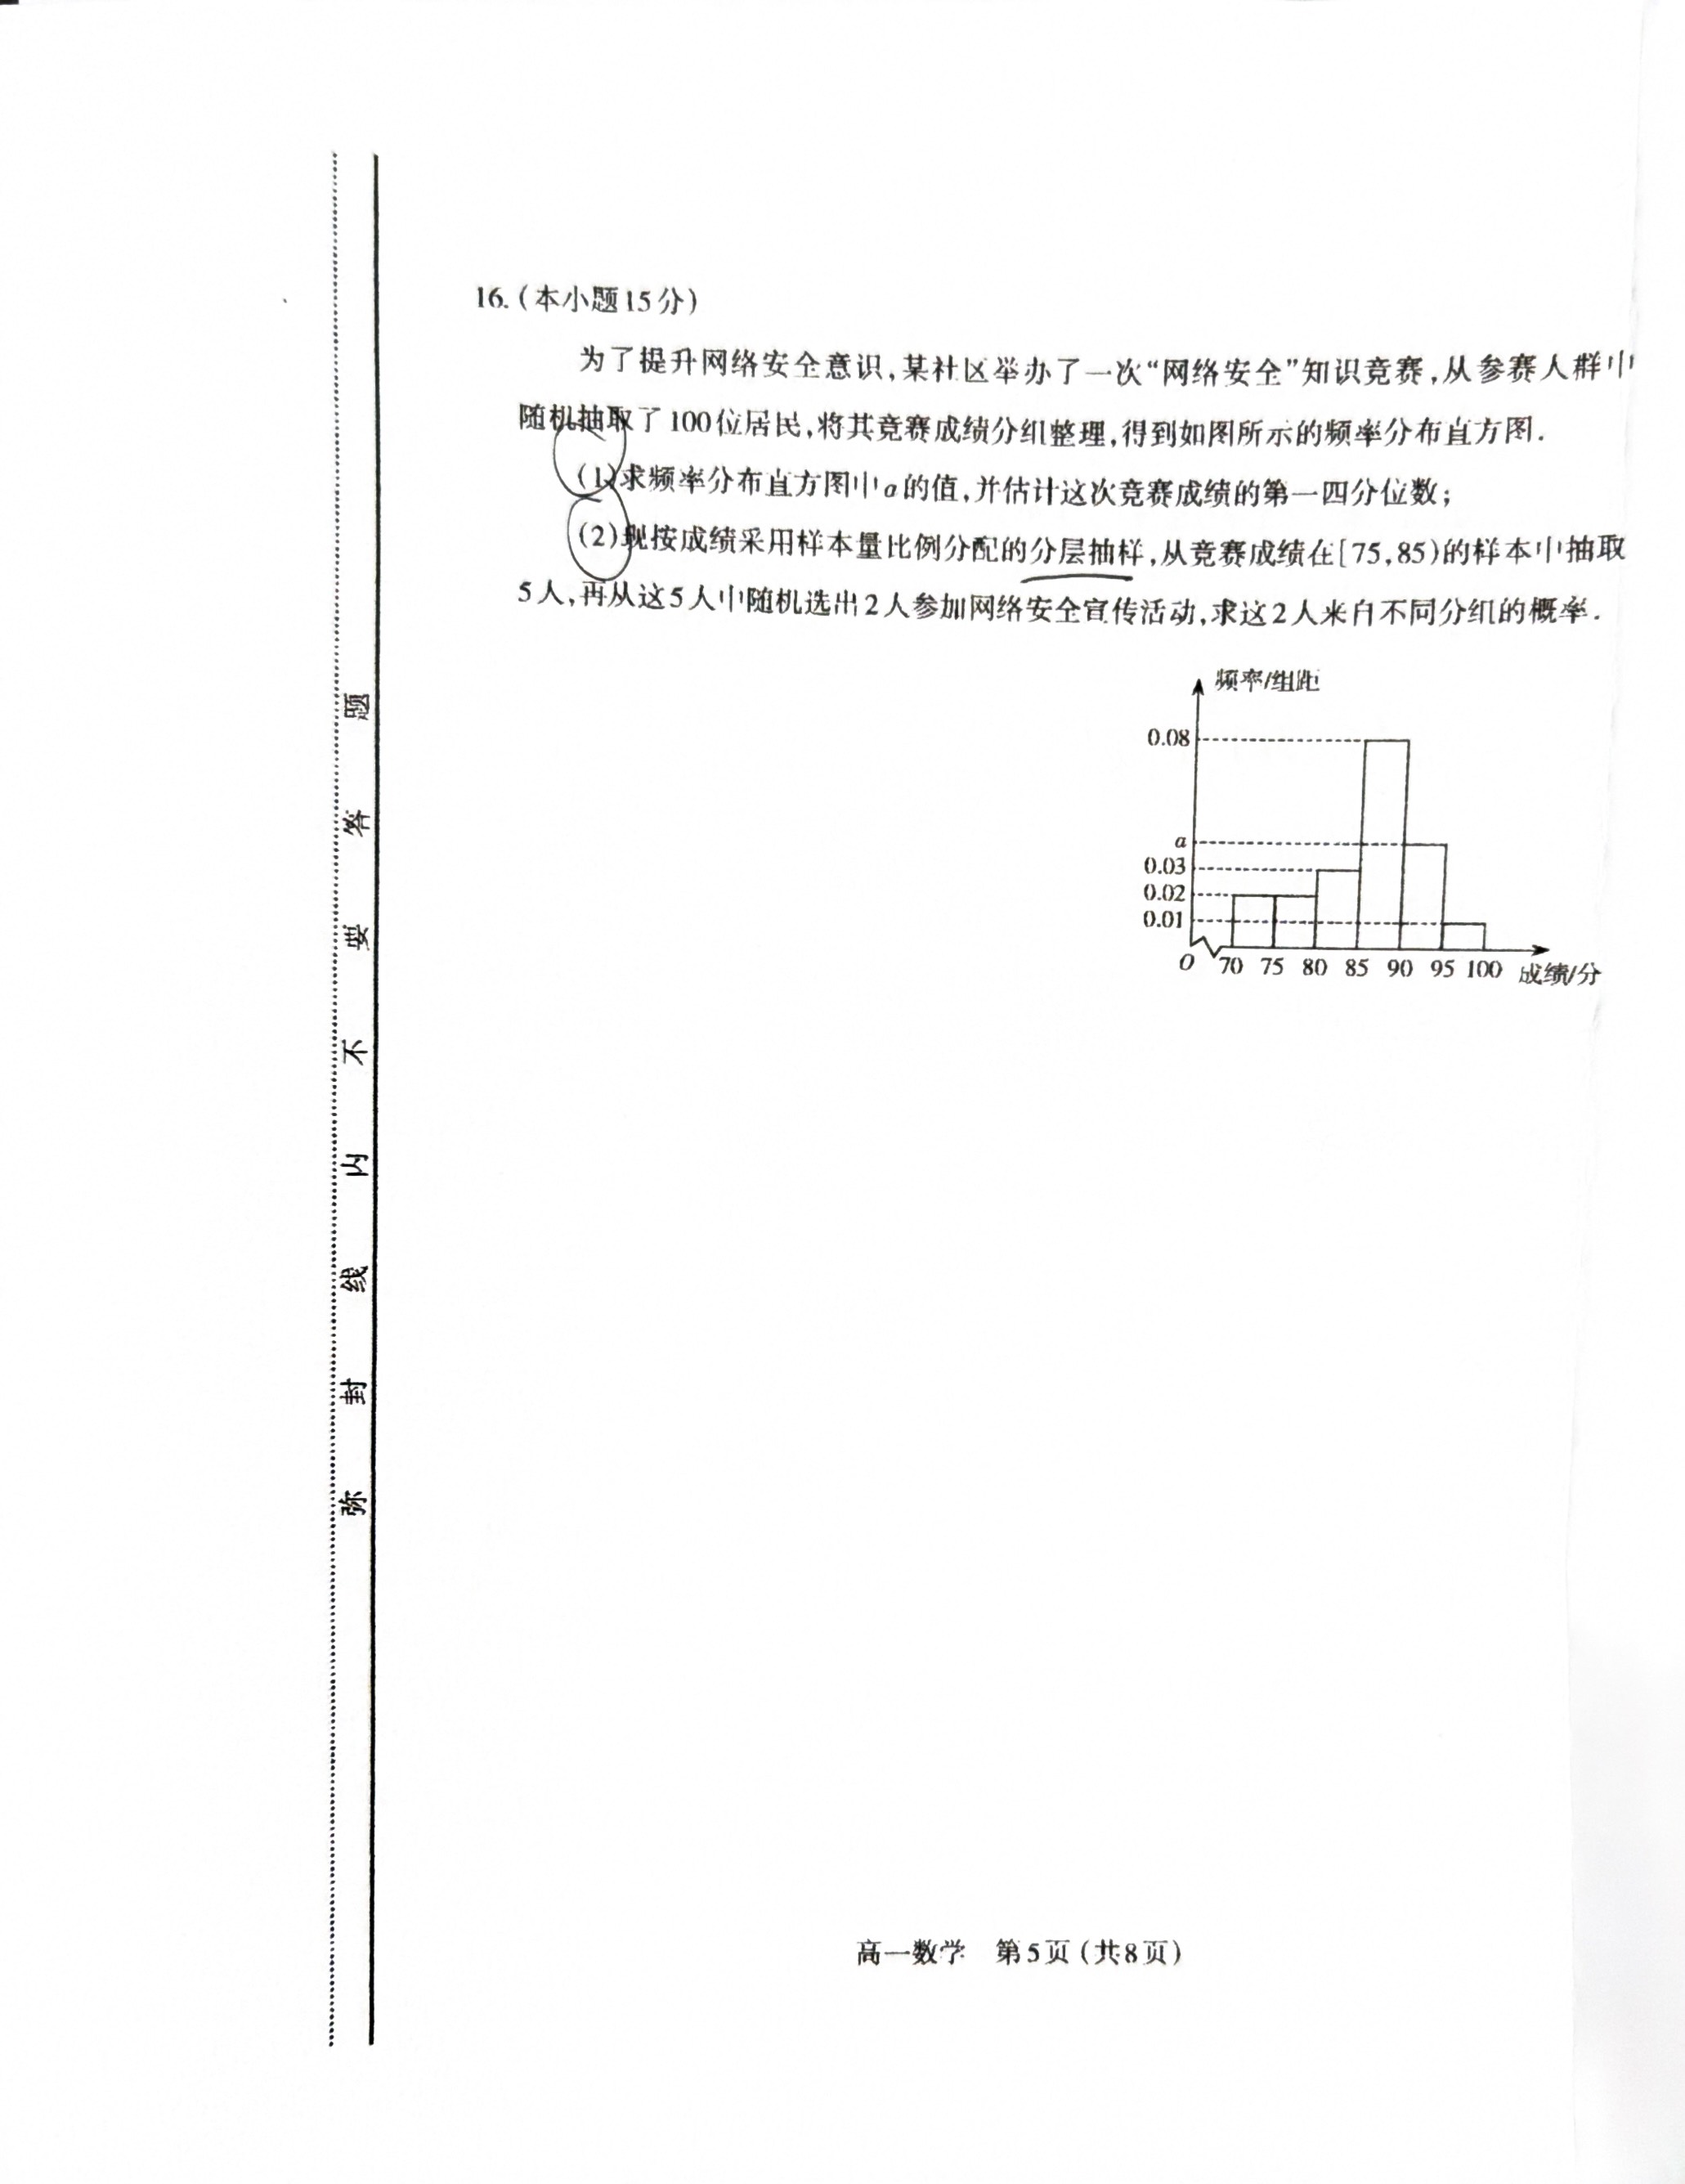 16.(本小题15分)
为了提升网络安全意识,某社区举办了一次“网络安全”知识竞赛,从参赛人群中
随机抽取了100位居民,将其竞赛成绩分组整理,得到如图所示的频率分布直方图.
(1)求频率分布直方图中a的值,并估计这次竞赛成绩的第一四分位数;
(2)现按成绩采用样本量比例分配的分层抽样,从竞赛成绩在[75,85)的样本中抽取
5人,再从这5人中随机选出2人参加网络安全宣传活动,求这2人来自不同分组的概率.
频率/组距
0.08
a
0.03
0.02
0.01
O 70 75 80 85 90 95 100 成绩/分
弥 封 线 内 不 要 答 题
高一数学 第5页(共8页)